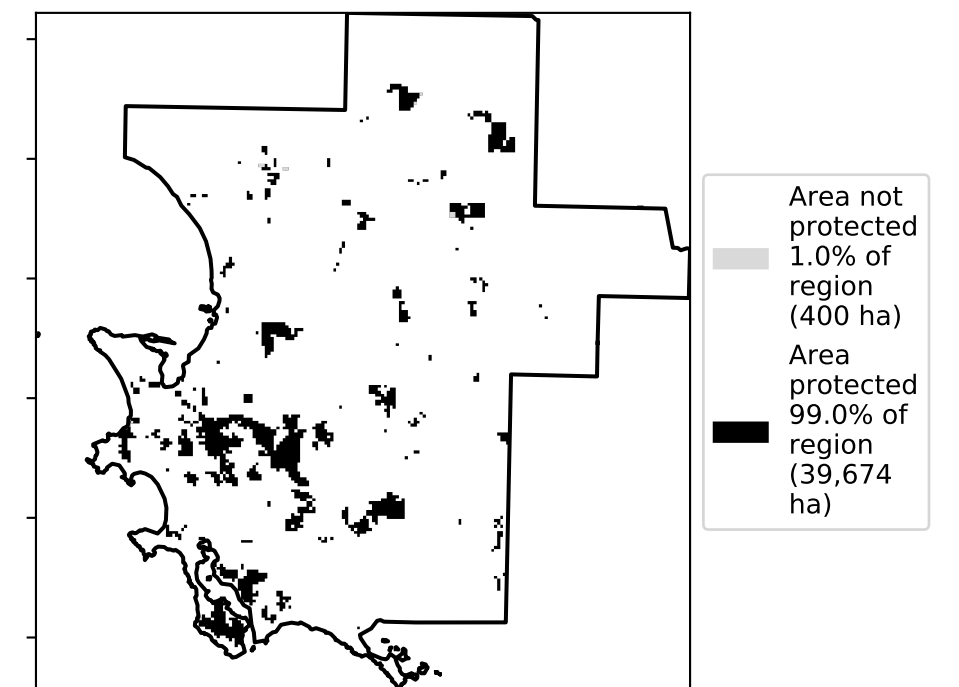 Area not
protected
1.0% of
region
(400 ha)
Area
protected
99.0% of
region
(39,674
ha)